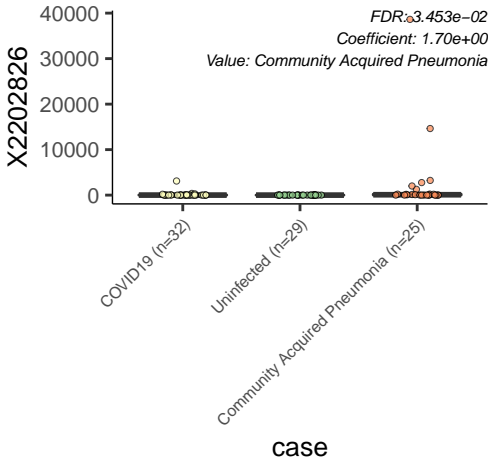 FDR: 3.453e−02
Coefficient: 1.70e+00
Value: Community Acquired Pneumonia
X2202826
40000
30000
20000
10000
0
COVID19 (n=32)
Uninfected (n=29)
Community Acquired Pneumonia (n=25)
case